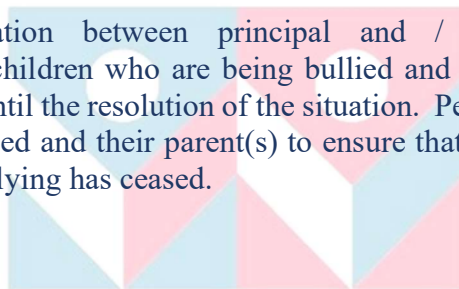 ation between principal and /
children who are being bullied and
ntil the resolution of the situation. Pe
ed and their parent(s) to ensure that
lying has ceased.